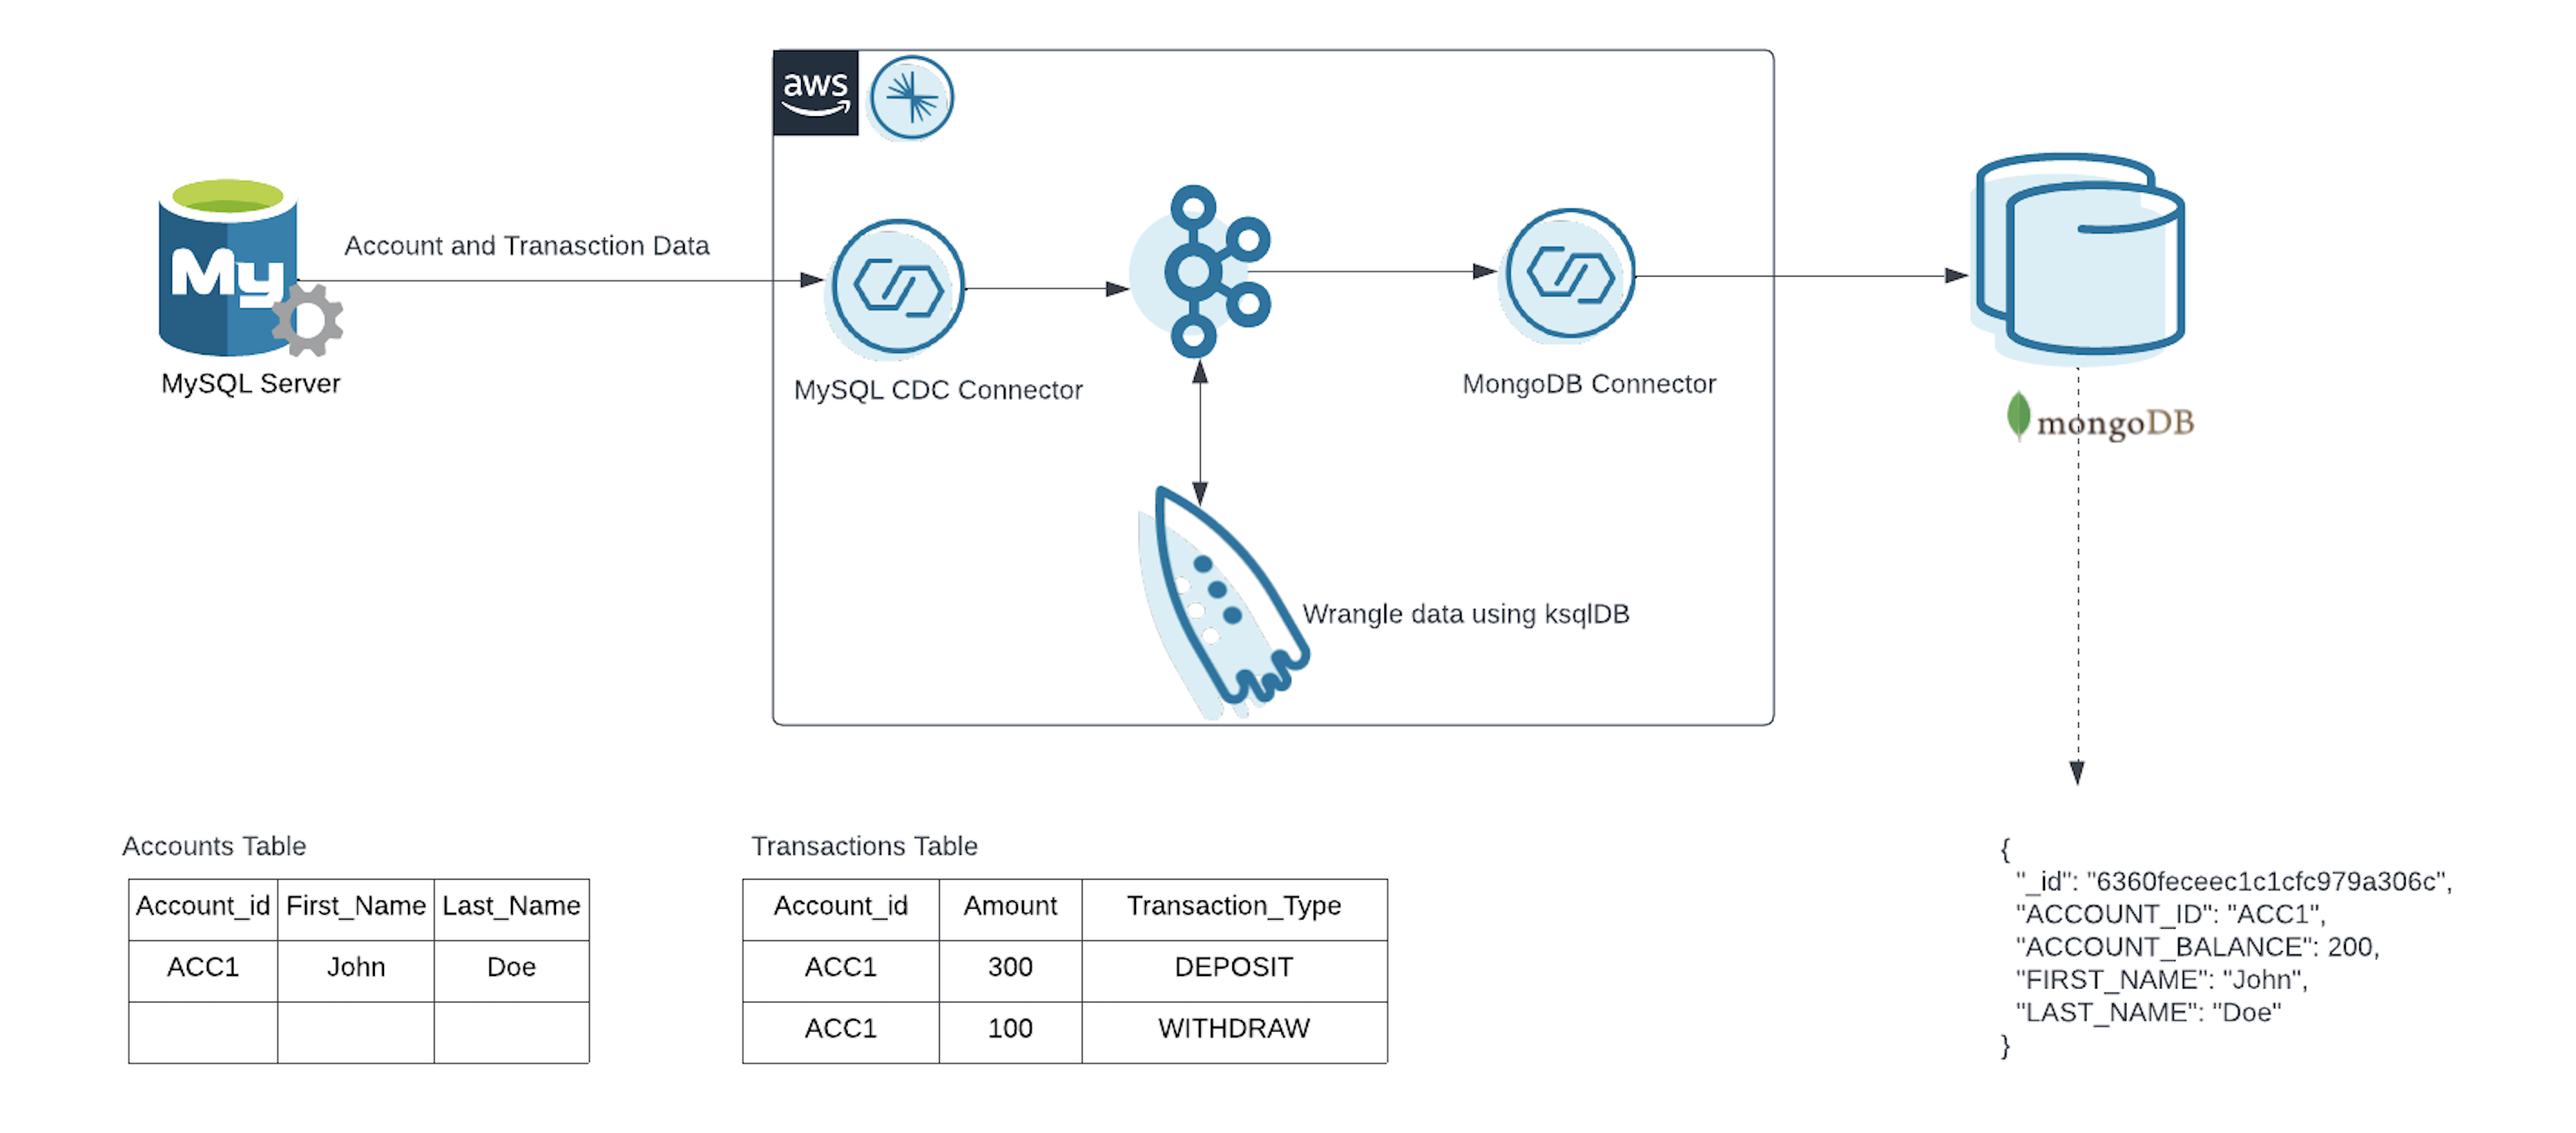 aws
My
Account and Tranasction Data
MySQL Server
MySQL CDC Connector
MongoDB Connector
mongoDB
Wrangle data using ksqlDB
Accounts Table
Account_id First_Name Last_Name
ACC1 John Doe
Transactions Table
Account_id Amount Transaction_Type
ACC1 300 DEPOSIT
ACC1 100 WITHDRAW
{
"_id": "6360feceec1c1cfc979a306c",
"ACCOUNT_ID": "ACC1",
"ACCOUNT_BALANCE": 200,
"FIRST_NAME": "John",
"LAST_NAME": "Doe"
}